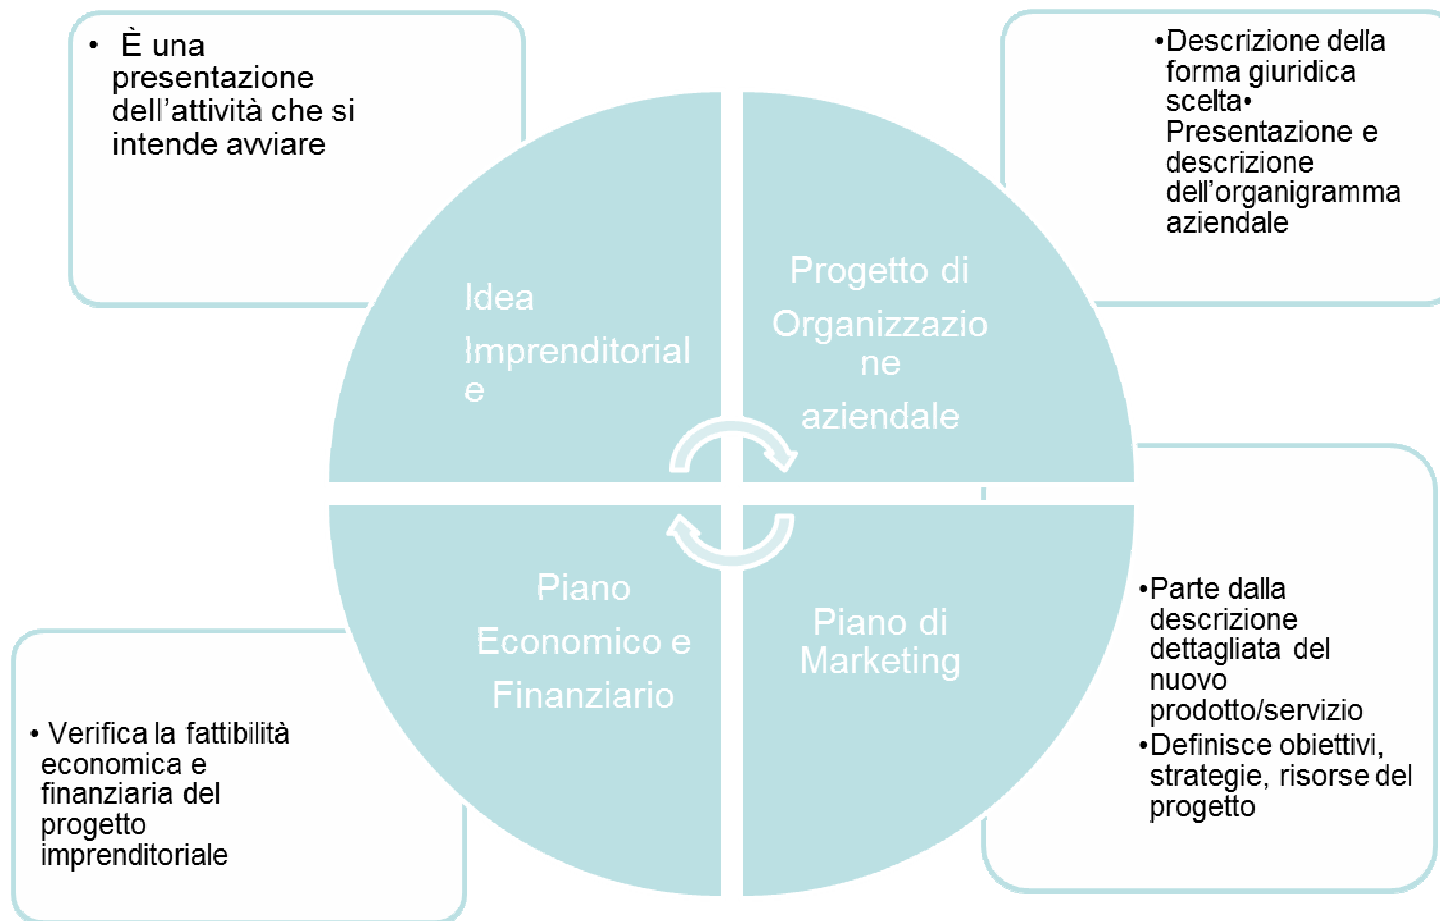 • È una
presentazione
dell’attività che si
intende avviare
•Descrizione della
forma giuridica
scelta•
Presentazione e
descrizione
dell’organigramma
aziendale
Idea
Imprenditorial
e
Progetto di
Organizzazio
ne
aziendale
Piano
Economico e
Finanziario
Piano di
Marketing
• Verifica la fattibilità
economica e
finanziaria del
progetto
imprenditoriale
•Parte dalla
descrizione
dettagliata del
nuovo
prodotto/servizio
•Definisce obiettivi,
strategie, risorse del
progetto